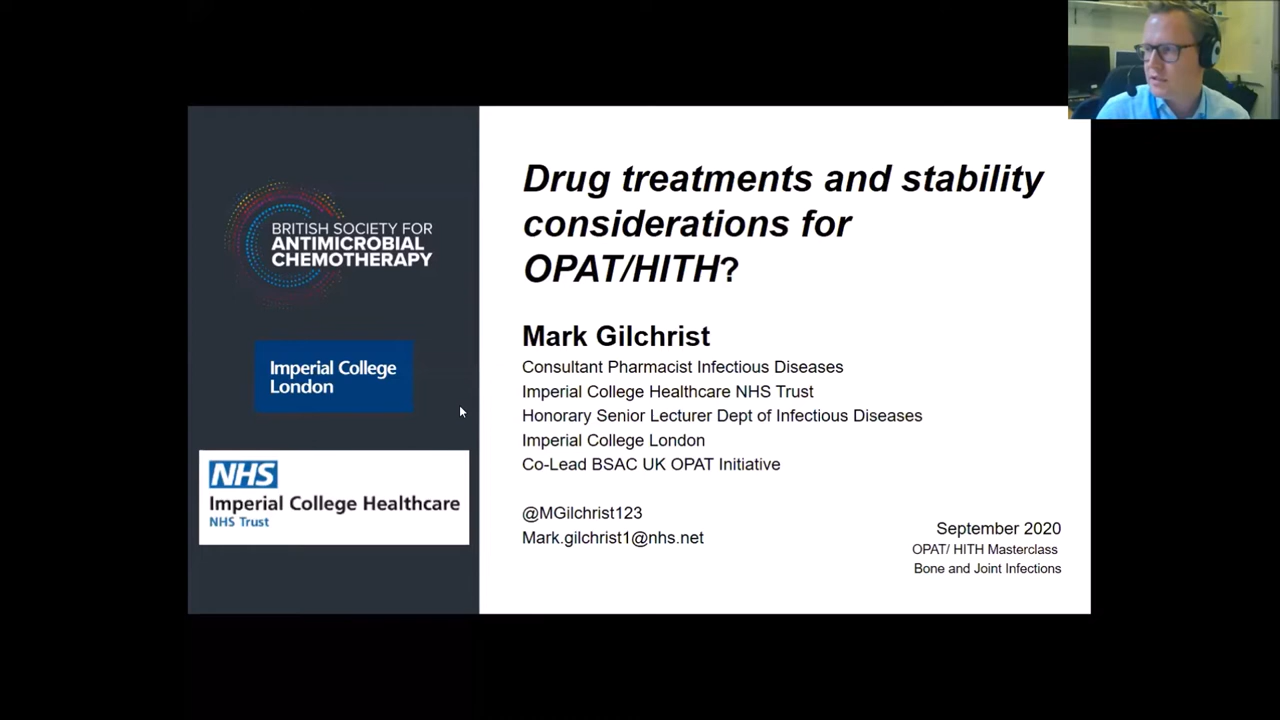 BRITISH SOCIETY FOR
ANTIMICROBIAL
CHEMOTHERAPY
Imperial College
London
NHS
Imperial College Healthcare
NHS Trust
Drug treatments and stability
considerations for
OPAT/HITH?
Mark Gilchrist
Consultant Pharmacist Infectious Diseases
Imperial College Healthcare NHS Trust
Honorary Senior Lecturer Dept of Infectious Diseases
Imperial College London
Co-Lead BSAC UK OPAT Initiative
@MGilchrist123
Mark.gilchrist1@nhs.net
September 2020
OPAT/ HITH Masterclass
Bone and Joint Infections